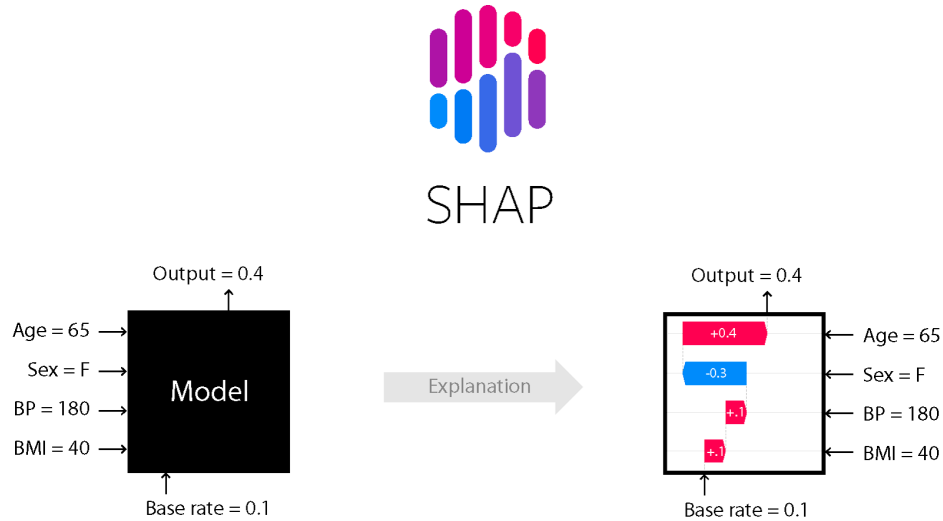 SHAP
Output = 0.4
Age = 65
Sex = F
BP = 180
BMI = 40
Model
Base rate = 0.1
Explanation
Output = 0.4
+0.4
Age = 65
-0.3
Sex = F
+.1
BP = 180
+.1
BMI = 40
Base rate = 0.1